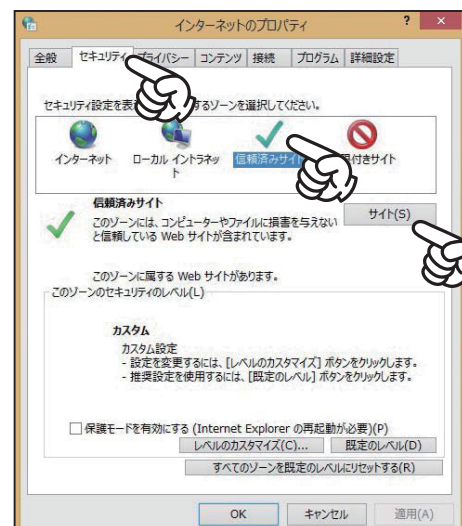 インターネットのプロパティ
?
×
全般 セキュリティ プライバシー コンテンツ 接続 プログラム 詳細設定
セキュリティ設定を表 するゾーンを選択してください。
インターネット
ローカル イントラネッ
ト
信頼済みサイト
付きサイト
信頼済みサイト
このゾーンには、コンピューターやファイルに損害を与えない
と信頼している Web サイトが含まれています。
サイト(S)
このゾーンに属する Web サイトがあります。
このゾーンのセキュリティのレベル(L)
カスタム
カスタム設定
- 設定を変更するには、[レベルのカスタマイズ] ボタンをクリックします。
- 推奨設定を使用するには、[既定のレベル] ボタンをクリックします。
保護モードを有効にする (Internet Explorer の再起動が必要)(P)
レベルのカスタマイズ(C)... 既定のレベル(D)
すべてのゾーンを既定のレベルにリセットする(R)
OK キャンセル 適用(A)